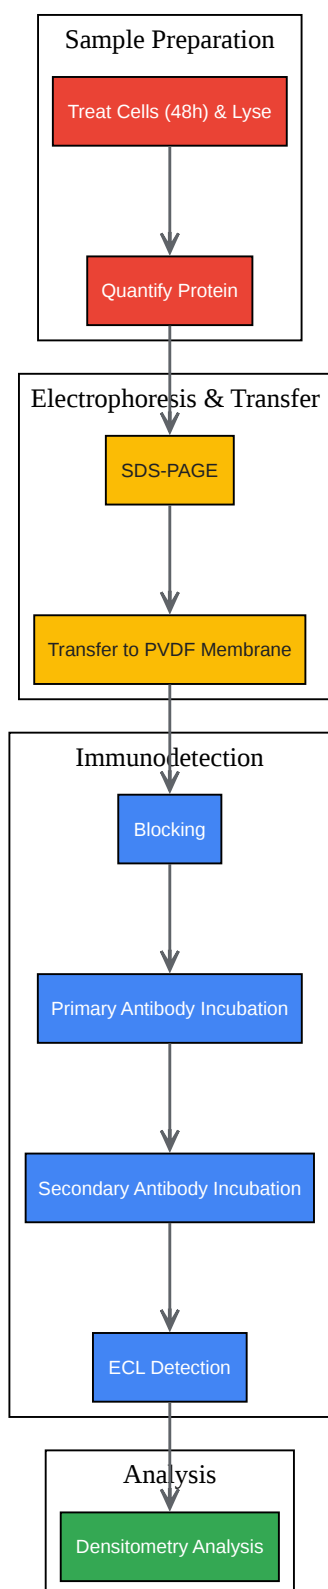 Sample Preparation
Treat Cells (48h) & Lyse
Quantify Protein
Electrophoresis & Transfer
SDS-PAGE
Transfer to PVDF Membrane
Immunodetection
Blocking
Primary Antibody Incubation
Secondary Antibody Incubation
ECL Detection
Analysis
Densitometry Analysis